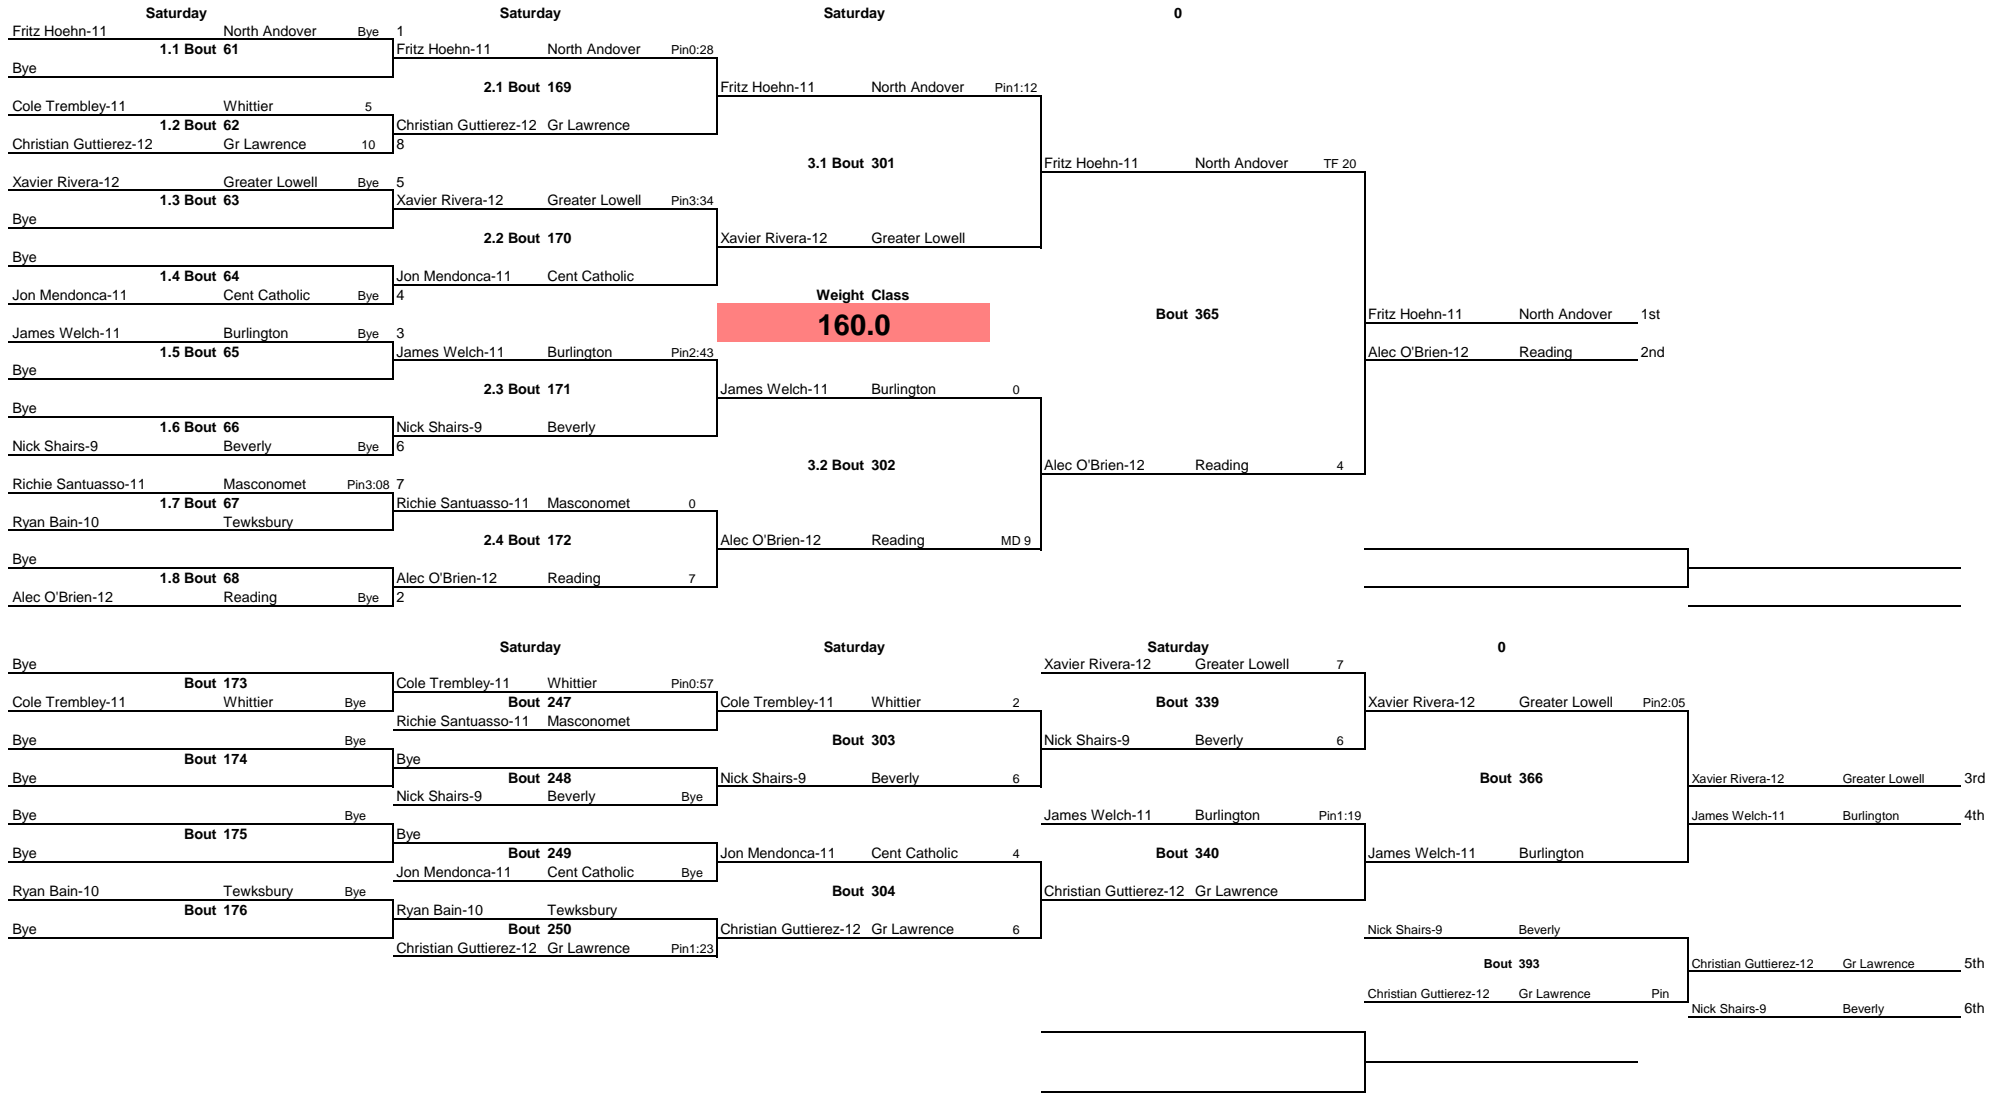 Saturday Saturday Saturday 0
Fritz Hoehn-11 North Andover Bye 1
1.1 Bout 61 Fritz Hoehn-11 North Andover Pin0:28
Bye
2.1 Bout 169 Fritz Hoehn-11 North Andover Pin1:12
Cole Trembley-11 Whittier 5
1.2 Bout 62 Christian Guttierez-12 Gr Lawrence
Christian Guttierez-12 Gr Lawrence 10 8
3.1 Bout 301 Fritz Hoehn-11 North Andover TF 20
Xavier Rivera-12 Greater Lowell Bye 5
1.3 Bout 63 Xavier Rivera-12 Greater Lowell Pin3:34
Bye
2.2 Bout 170 Xavier Rivera-12 Greater Lowell
Bye
1.4 Bout 64 Jon Mendonca-11 Cent Catholic
Jon Mendonca-11 Cent Catholic Bye 4 Weight Class
160.0 Bout 365 Fritz Hoehn-11 North Andover 1st
James Welch-11 Burlington Bye 3
1.5 Bout 65 James Welch-11 Burlington Pin2:43 Alec O'Brien-12 Reading 2nd
Bye
2.3 Bout 171 James Welch-11 Burlington 0
Bye
1.6 Bout 66 Nick Shairs-9 Beverly
Nick Shairs-9 Beverly Bye 6
3.2 Bout 302 Alec O'Brien-12 Reading 4
Richie Santuasso-11 Masconomet Pin3:08 7
1.7 Bout 67 Richie Santuasso-11 Masconomet 0
Ryan Bain-10 Tewksbury
2.4 Bout 172 Alec O'Brien-12 Reading MD 9
Bye
1.8 Bout 68 Alec O'Brien-12 Reading 7
Alec O'Brien-12 Reading Bye 2
Saturday Saturday Saturday 0
Bye Xavier Rivera-12 Greater Lowell 7
Bout 173 Cole Trembley-11 Whittier Pin0:57
Cole Trembley-11 Whittier Bye Bout 247 Cole Trembley-11 Whittier 2 Bout 339 Xavier Rivera-12 Greater Lowell Pin2:05
Richie Santuasso-11 Masconomet
Bye Bye Bout 303 Nick Shairs-9 Beverly 6
Bout 174 Bye
Bye Bout 248 Nick Shairs-9 Beverly 6 Bout 366 Xavier Rivera-12 Greater Lowell 3rd
Nick Shairs-9 Beverly Bye
Bye Bye James Welch-11 Burlington Pin1:19 James Welch-11 Burlington 4th
Bout 175 Bye
Bye Bout 249 Jon Mendonca-11 Cent Catholic 4 Bout 340 James Welch-11 Burlington
Jon Mendonca-11 Cent Catholic Bye
Ryan Bain-10 Tewksbury Bye Bout 304 Christian Guttierez-12 Gr Lawrence
Bout 176 Ryan Bain-10 Tewksbury
Bye Bout 250 Christian Guttierez-12 Gr Lawrence 6 Nick Shairs-9 Beverly
Christian Guttierez-12 Gr Lawrence Pin1:23
Bout 393 Christian Guttierez-12 Gr Lawrence 5th
Christian Guttierez-12 Gr Lawrence Pin
Nick Shairs-9 Beverly 6th